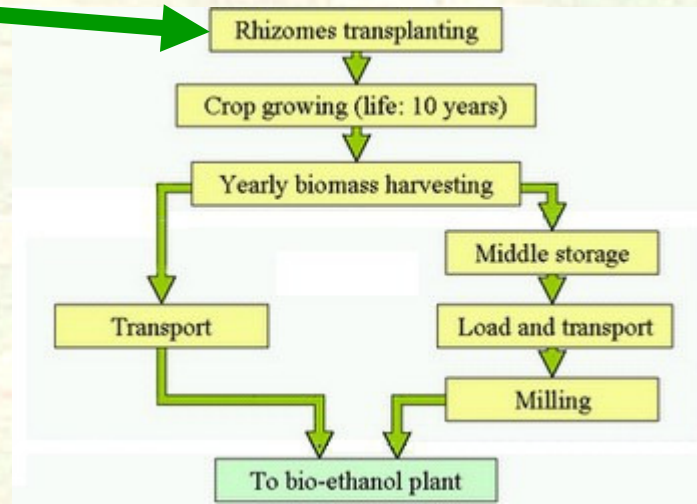 Rhizomes transplanting
Crop growing (life: 10 years)
Yearly biomass harvesting
Middle storage
Transport
Load and transport
Milling
To bio-ethanol plant